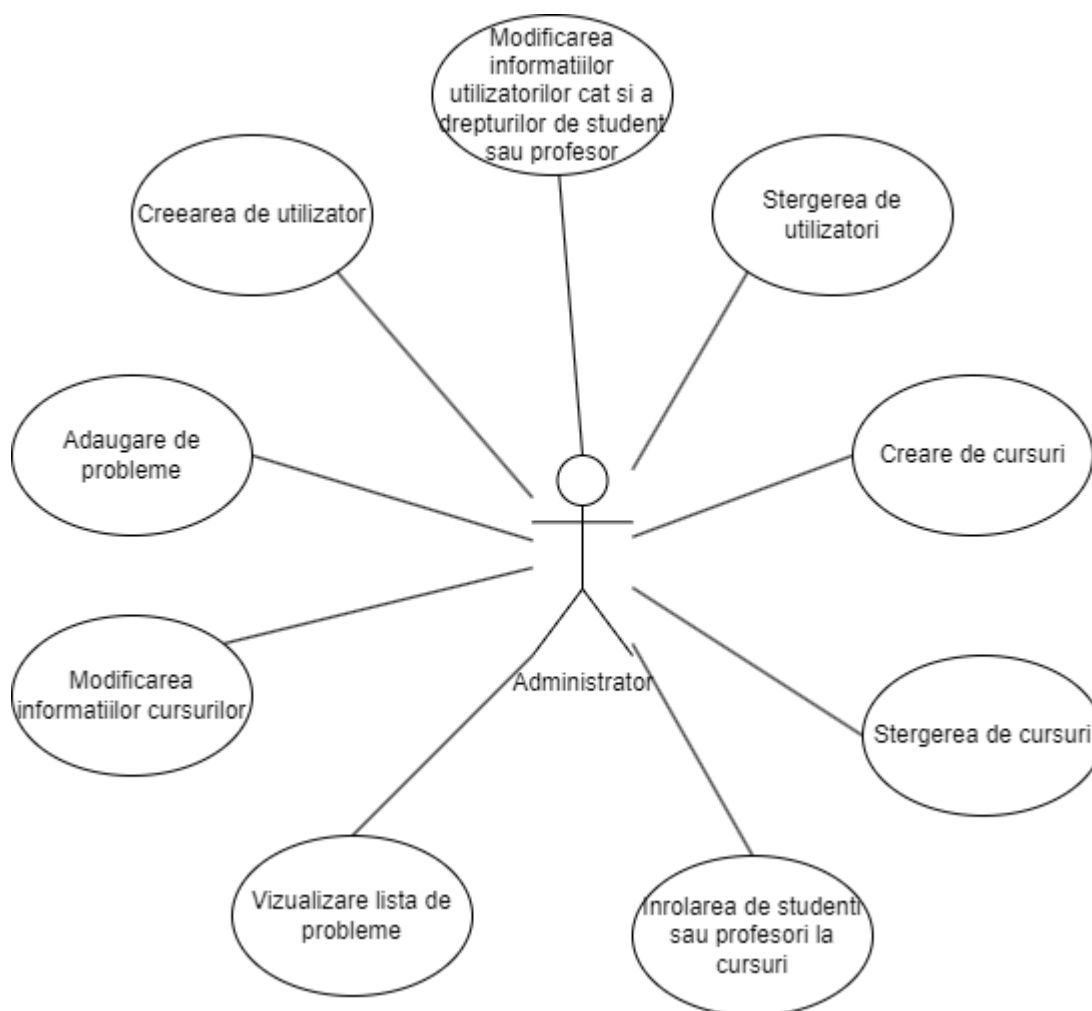 Modificarea
informatiilor
utilizatorilor cat si a
drepturilor de student
sau profesor
Creearea de utilizator
Stergerea de
utilizatori
Adaugare de
probleme
Creare de cursuri
Modificarea
informatiilor cursurilor
Administrator
Stergerea de cursuri
Vizualizare lista de
probleme
Inrolarea de studenti
sau profesori la
cursuri